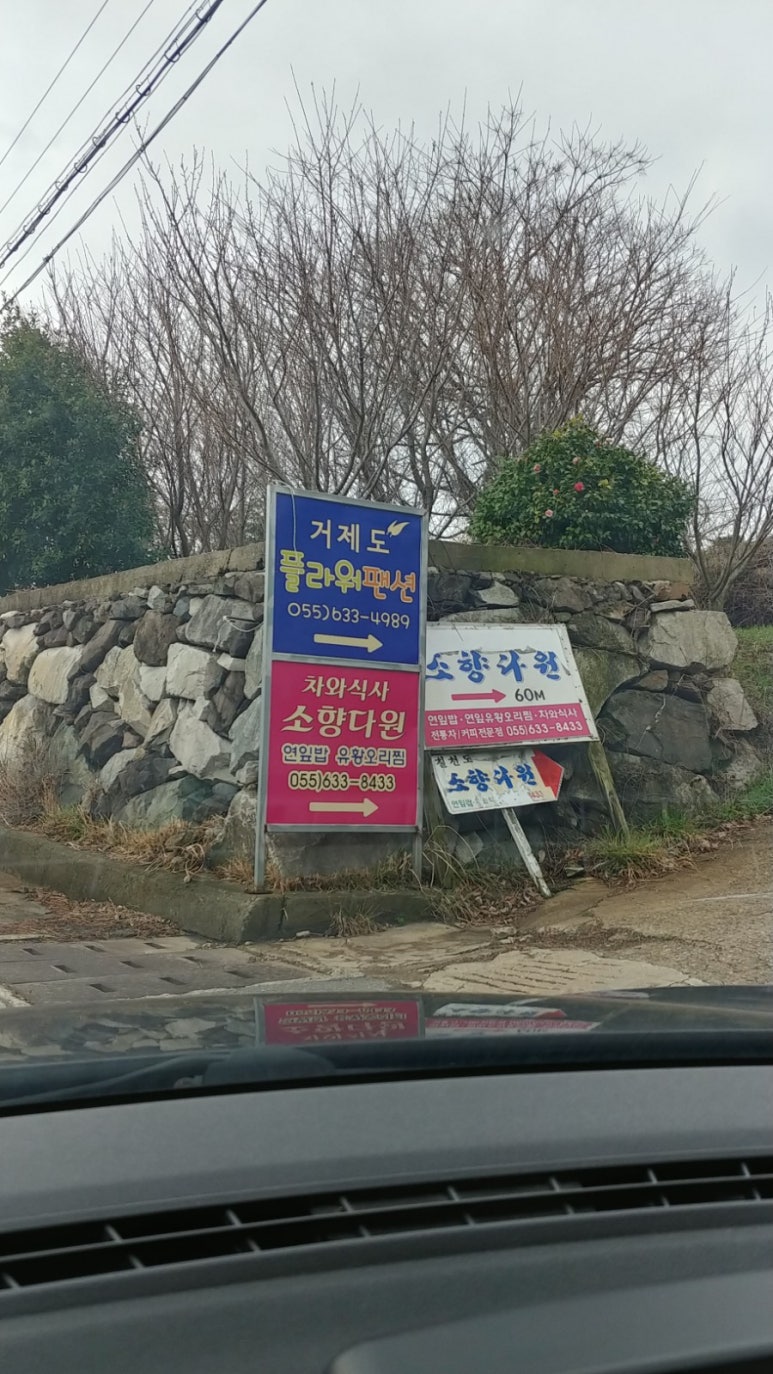 거제도
플라워팬션
055)633-4989
차와식사
소향다원
연잎밥 유황오리찜
055)633-8433
소향다원
60M
연잎밥·연잎유황오리찜·차와식사
전통차/커피전문점 055)633-8433
소향다원
연잎밥